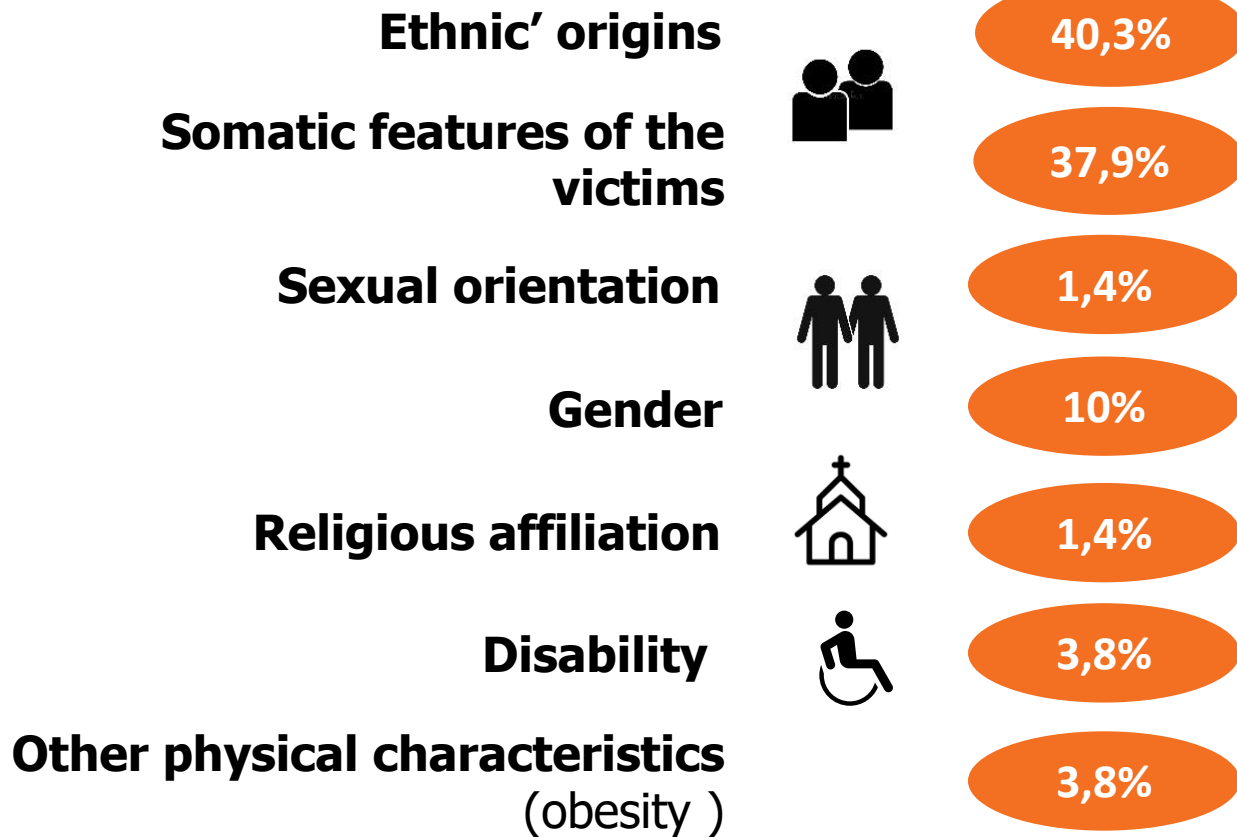 Ethnic’ origins 40,3%
Somatic features of the
victims 37,9%
Sexual orientation 1,4%
Gender 10%
Religious affiliation 1,4%
Disability 3,8%
Other physical characteristics
(obesity ) 3,8%